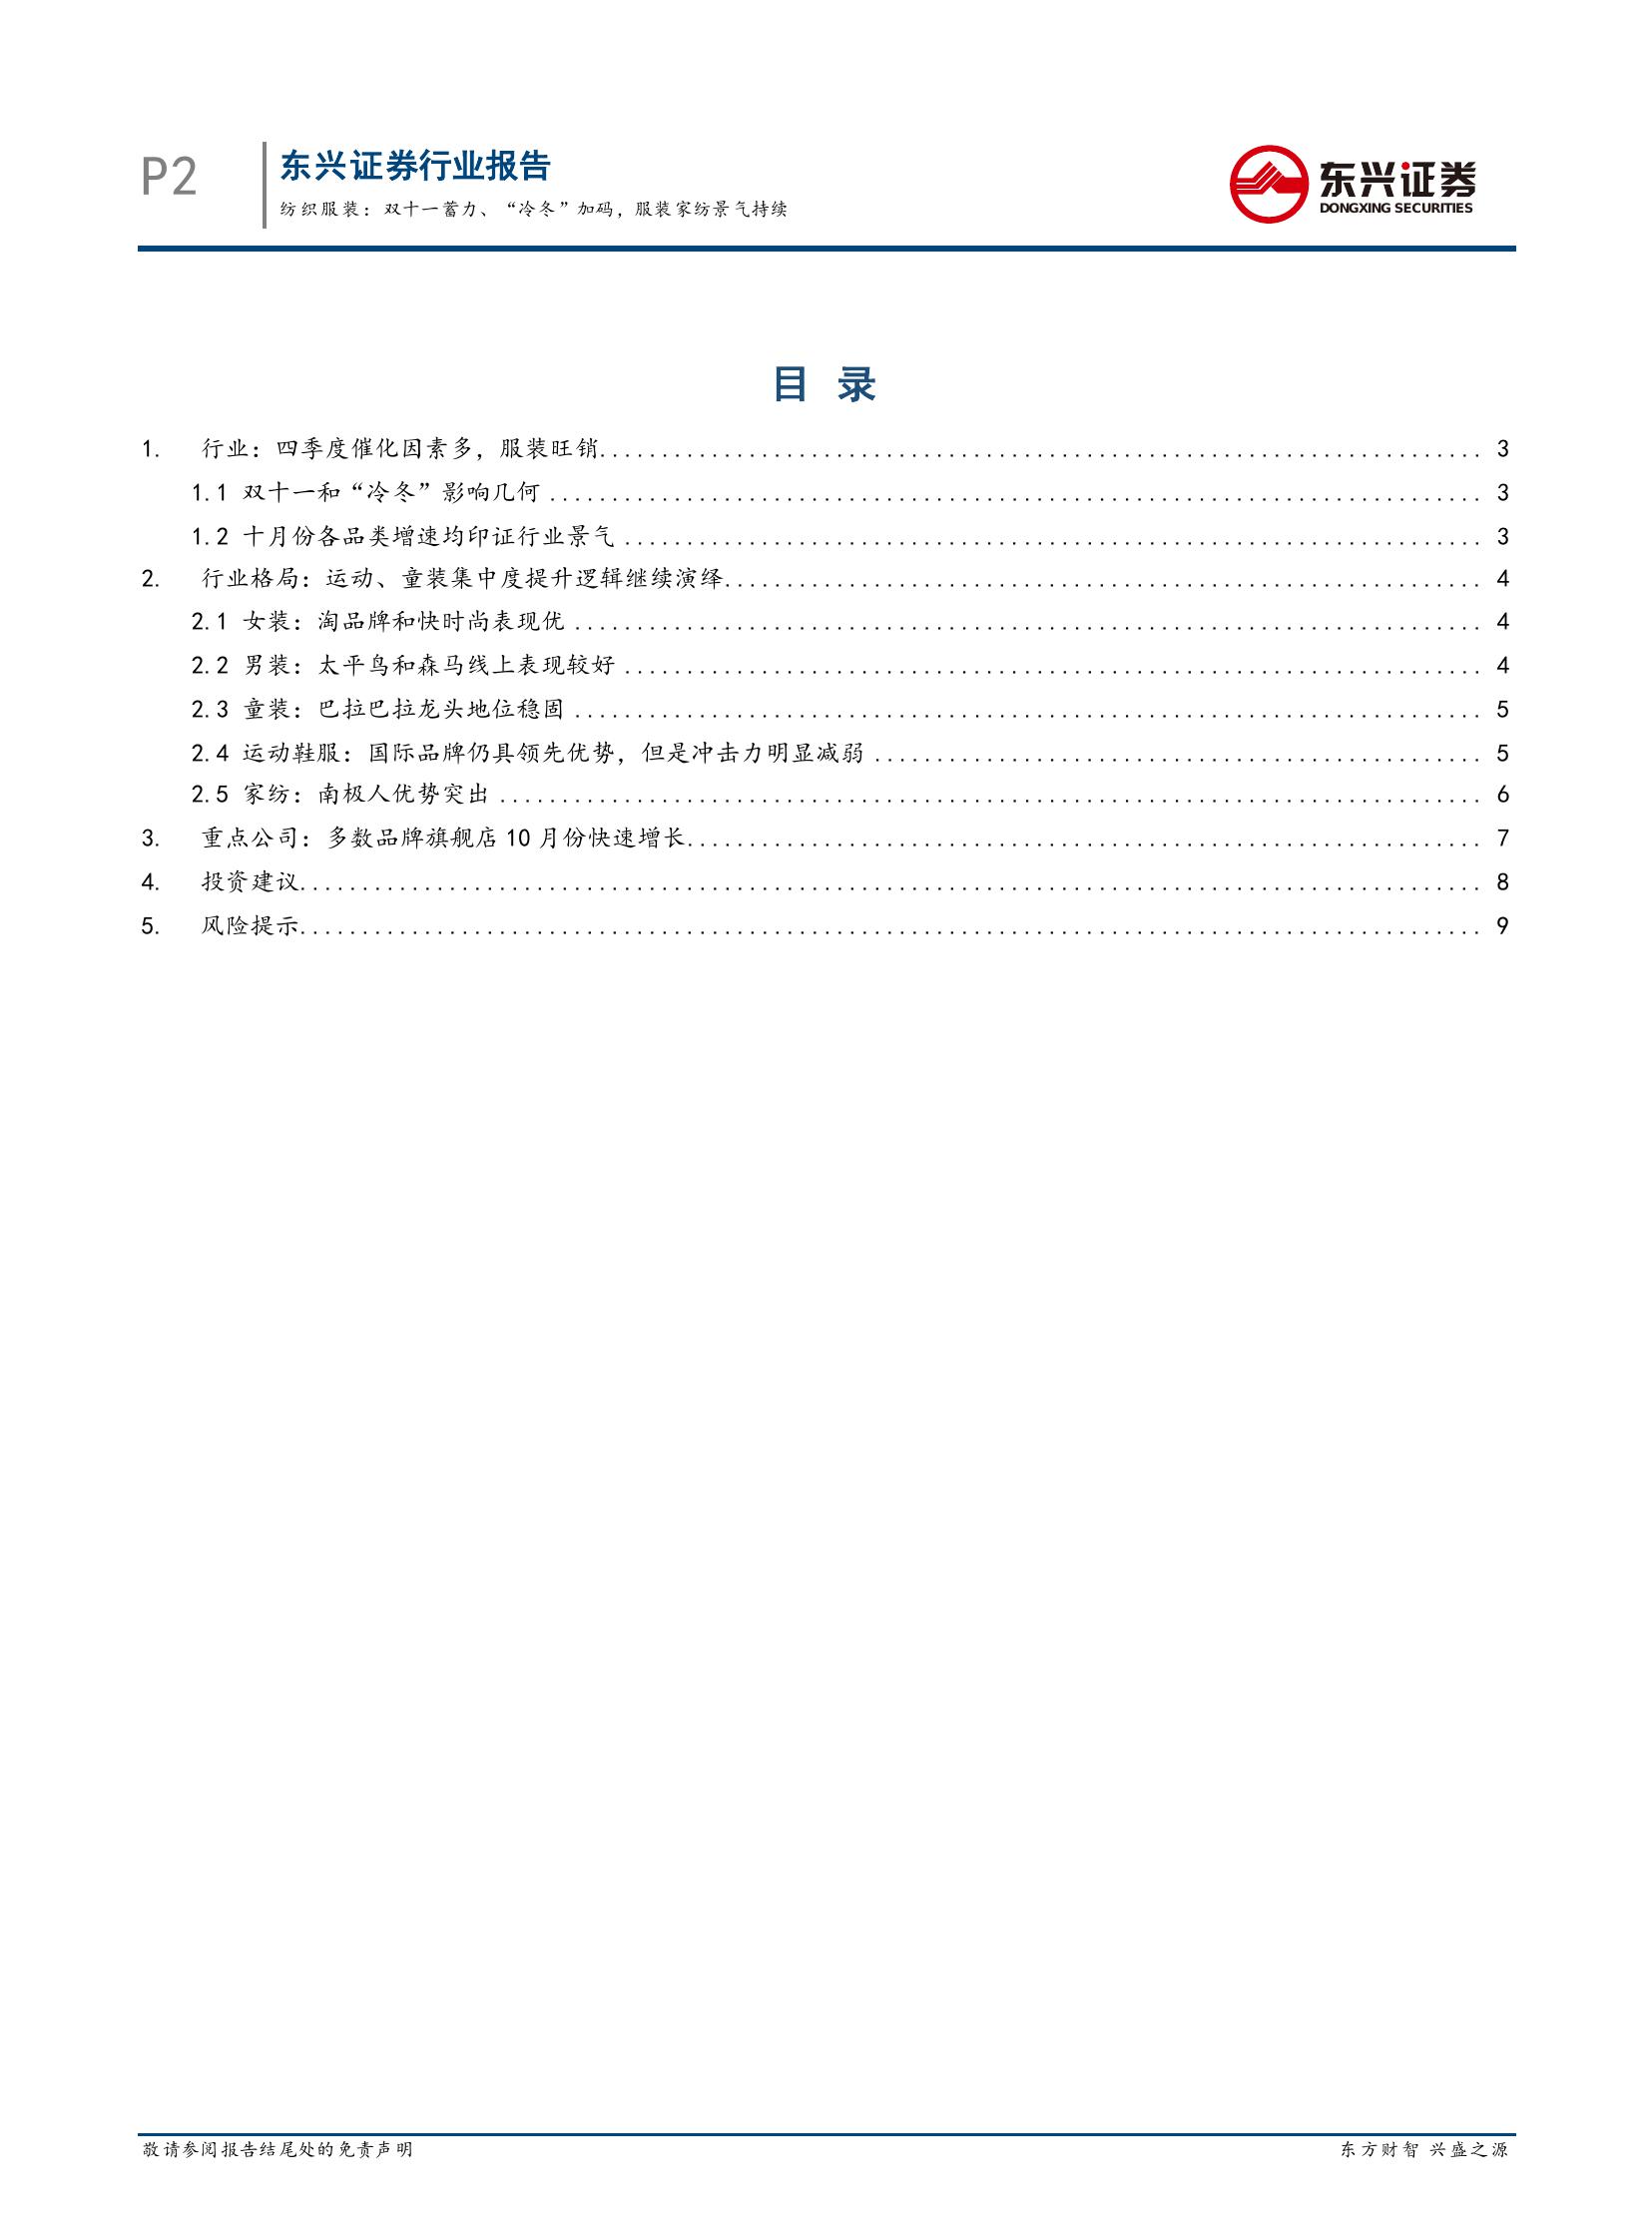 P2
东兴证券行业报告
纺织服装：双十一蓄力、“冷冬”加码，服装家纺景气持续
东兴证券
DONGXING SECURITIES
目 录
1. 行业：四季度催化因素多，服装旺销........................................................................ 3
1.1 双十一和“冷冬”影响几何 ........................................................................ 3
1.2 十月份各品类增速均印证行业景气 ........................................................................ 3
2. 行业格局：运动、童装集中度提升逻辑继续演绎........................................................................ 4
2.1 女装：淘品牌和快时尚表现优 ........................................................................ 4
2.2 男装：太平鸟和森马线上表现较好 ........................................................................ 4
2.3 童装：巴拉巴拉龙头地位稳固 ........................................................................ 5
2.4 运动鞋服：国际品牌仍具领先优势，但是冲击力明显减弱 ........................................................................ 5
2.5 家纺：南极人优势突出 ........................................................................ 6
3. 重点公司：多数品牌旗舰店 10 月份快速增长........................................................................ 7
4. 投资建议........................................................................ 8
5. 风险提示........................................................................ 9
敬请参阅报告结尾处的免责声明
东方财智 兴盛之源